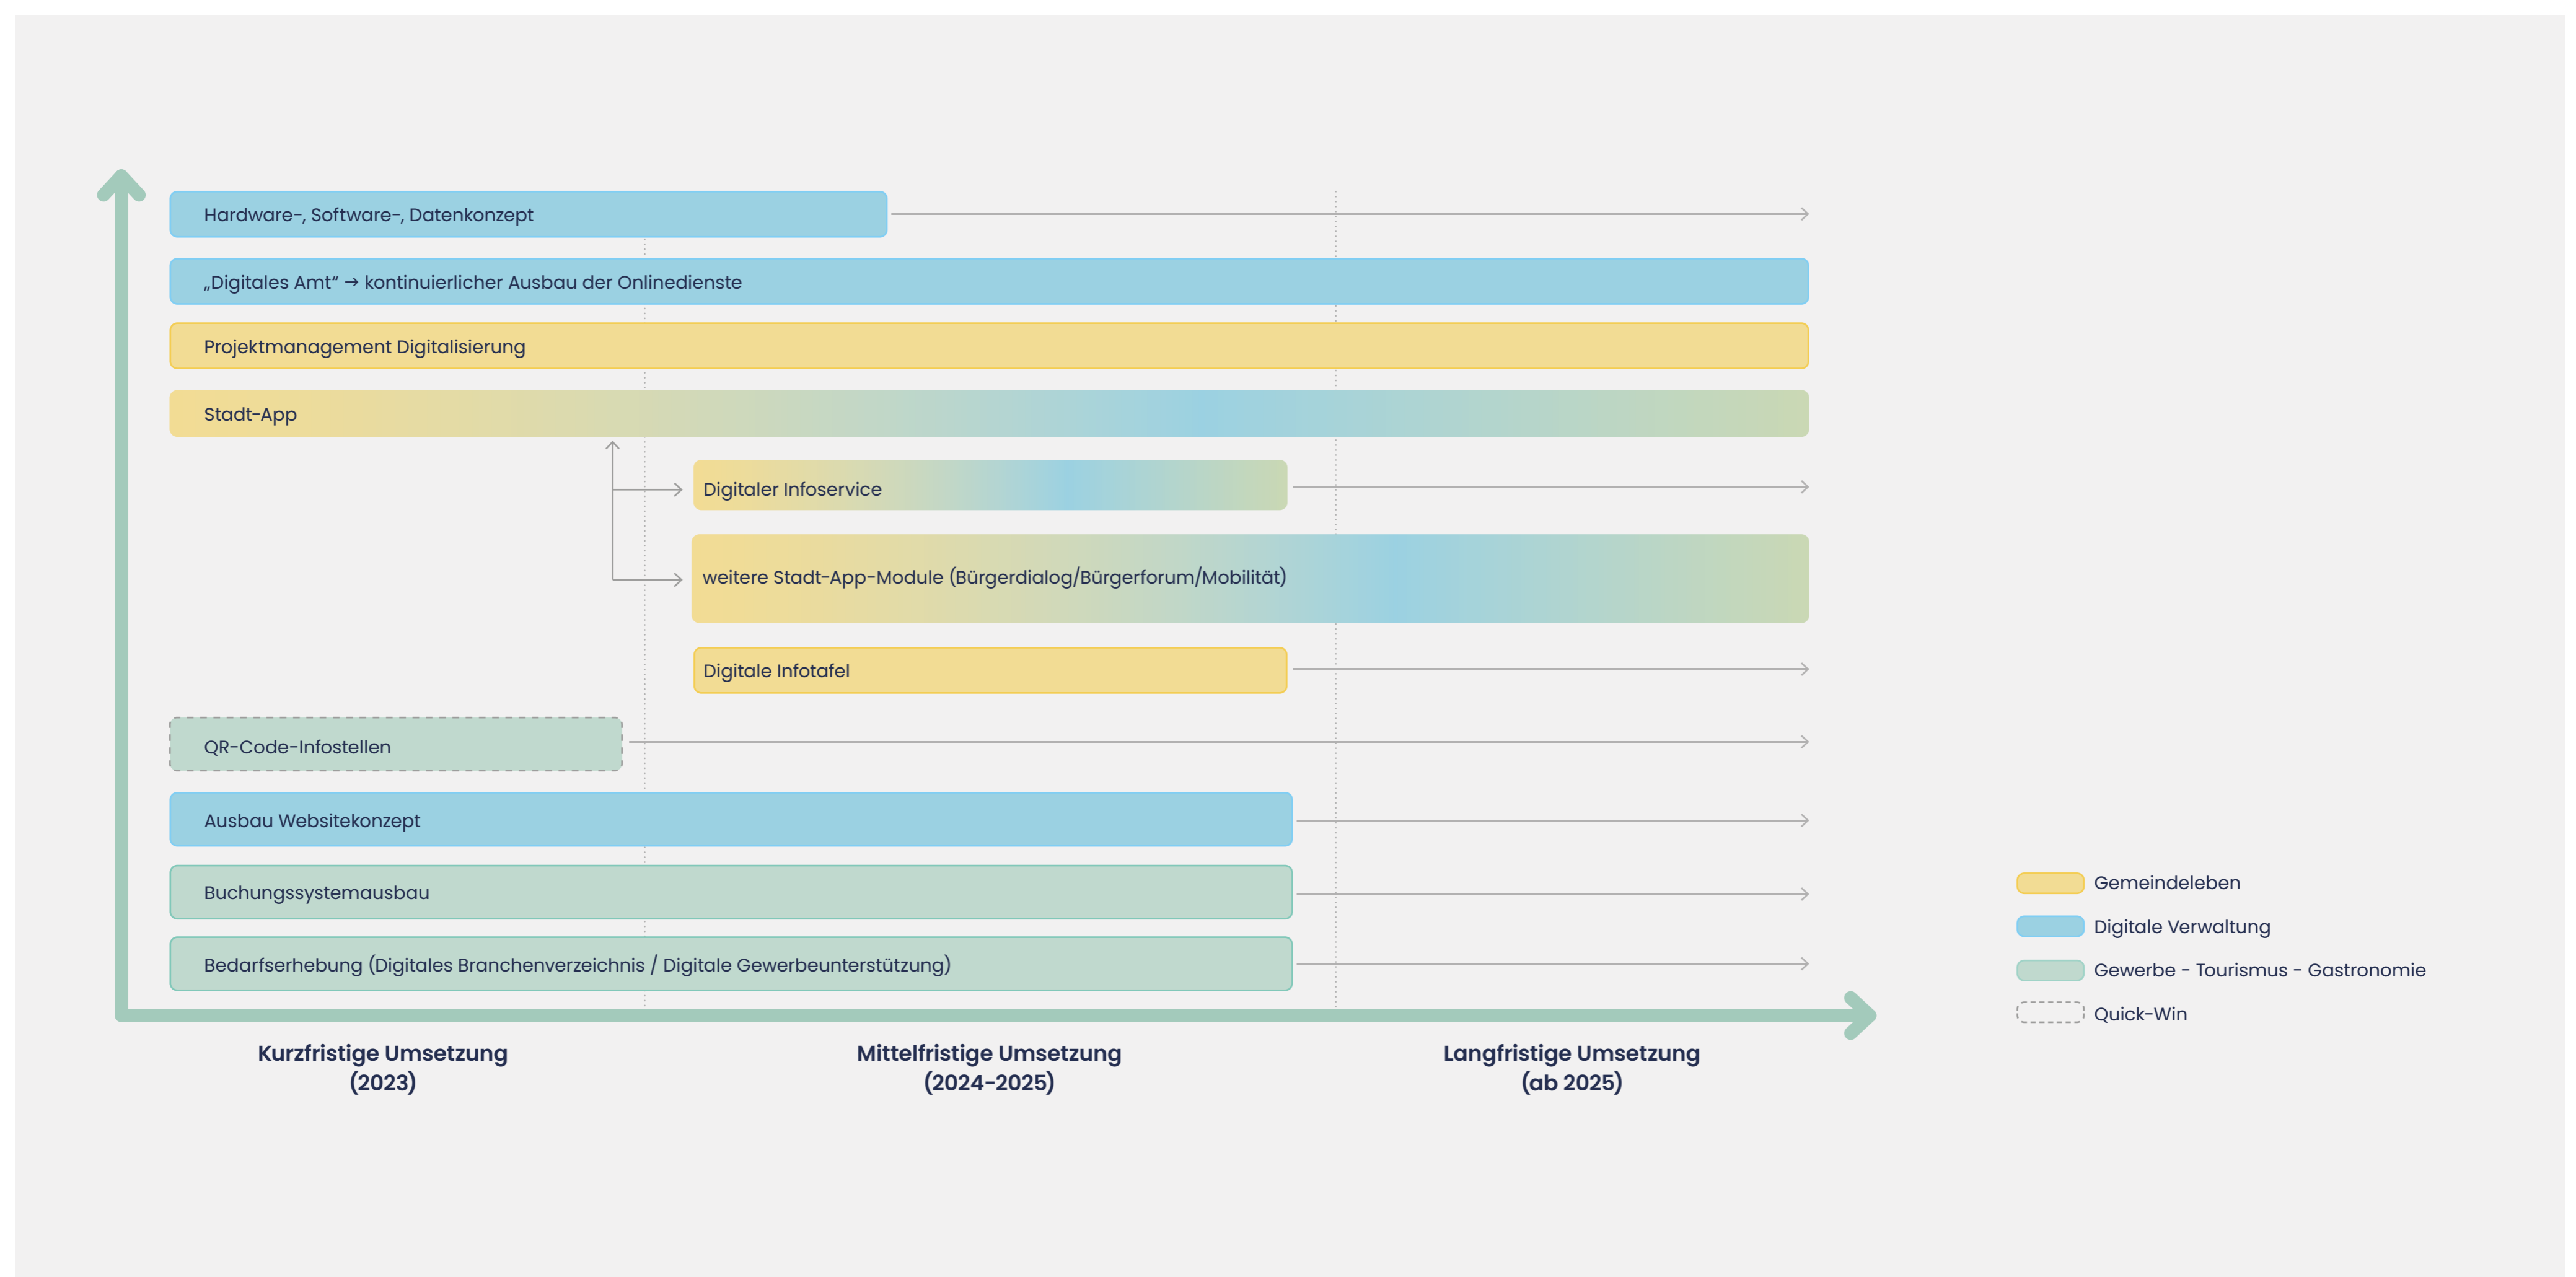 Hardware-, Software-, Datenkonzept
„Digitales Amt“ → kontinuierlicher Ausbau der Onlinedienste
Projektmanagement Digitalisierung
Stadt-App
Digitaler Infoservice
weitere Stadt-App-Module (Bürgerdialog/Bürgerforum/Mobilität)
Digitale Infotafel
QR-Code-Infostellen
Ausbau Websitekonzept
Buchungssystemausbau
Bedarfserhebung (Digitales Branchenverzeichnis / Digitale Gewerbeunterstützung)
Kurzfristige Umsetzung
(2023)
Mittelfristige Umsetzung
(2024-2025)
Langfristige Umsetzung
(ab 2025)
Gemeindeleben
Digitale Verwaltung
Gewerbe - Tourismus - Gastronomie
Quick-Win